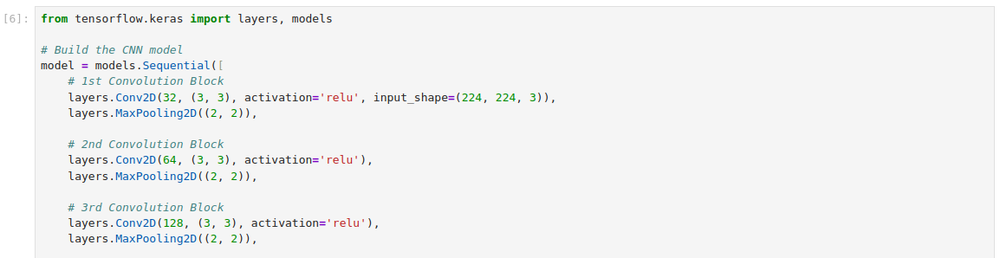 [6]:
from tensorflow.keras import layers, models
# Build the CNN model
model = models.Sequential([
# 1st Convolution Block
layers.Conv2D(32, (3, 3), activation='relu', input_shape=(224, 224, 3)),
layers.MaxPooling2D((2, 2)),
# 2nd Convolution Block
layers.Conv2D(64, (3, 3), activation='relu'),
layers.MaxPooling2D((2, 2)),
# 3rd Convolution Block
layers.Conv2D(128, (3, 3), activation='relu'),
layers.MaxPooling2D((2, 2)),